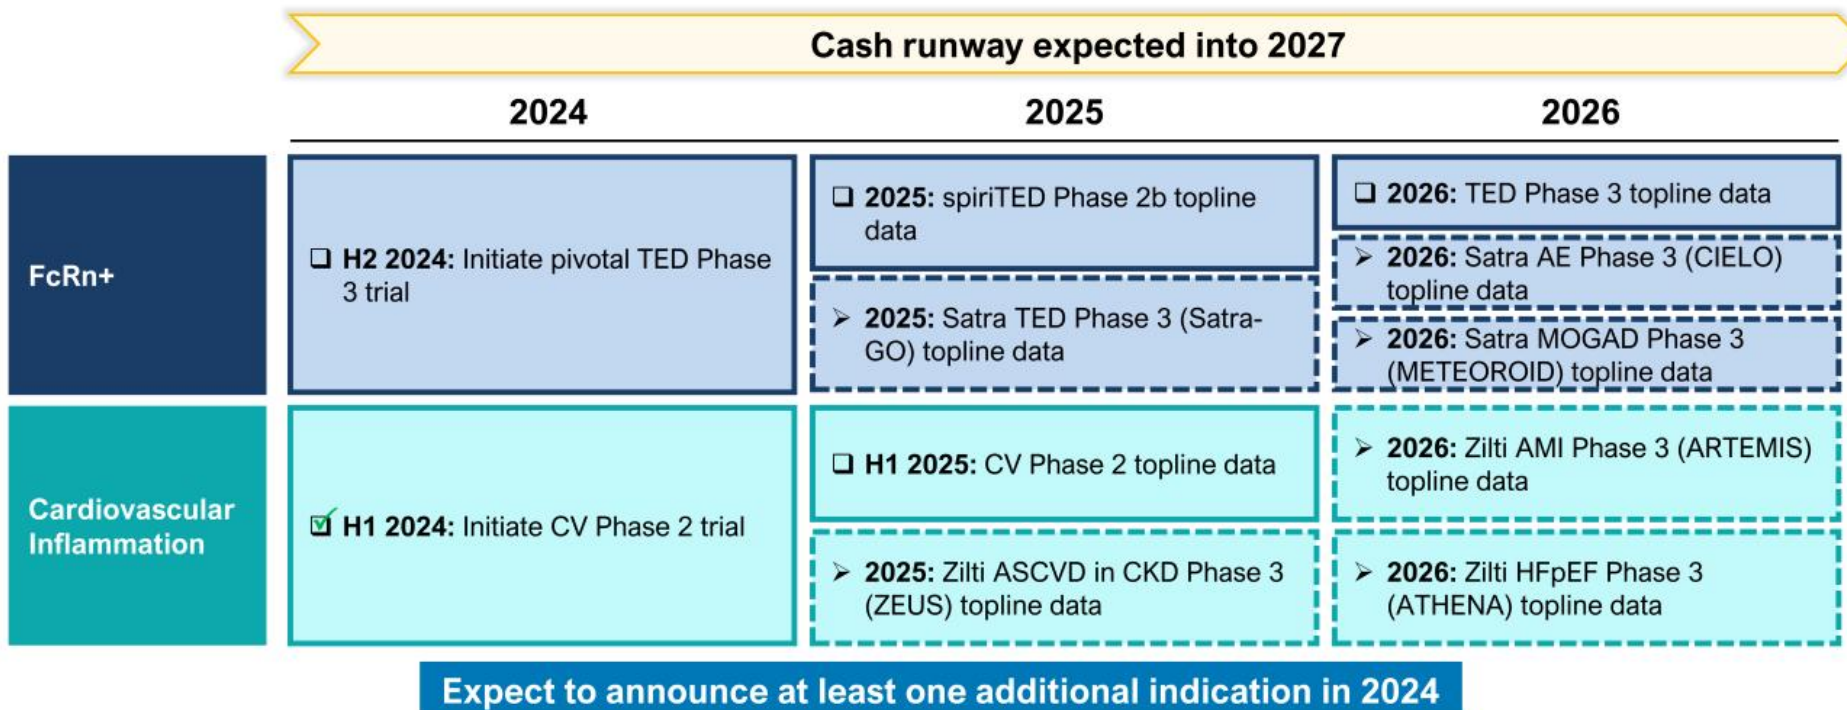 Cash runway expected into 2027
2024
2025
2026
FcRn+
❑ H2 2024: Initiate pivotal TED Phase
3 trial
❑ 2025: spiriTED Phase 2b topline
data
➢ 2025: Satra TED Phase 3 (Satra-
GO) topline data
❑ 2026: TED Phase 3 topline data
➢ 2026: Satra AE Phase 3 (CIELO)
topline data
➢ 2026: Satra MOGAD Phase 3
(METEOROID) topline data
Cardiovascular
Inflammation
☑ H1 2024: Initiate CV Phase 2 trial
❑ H1 2025: CV Phase 2 topline data
➢ 2025: Zilti ASCVD in CKD Phase 3
(ZEUS) topline data
➢ 2026: Zilti AMI Phase 3 (ARTEMIS)
topline data
➢ 2026: Zilti HFpEF Phase 3
(ATHENA) topline data
Expect to announce at least one additional indication in 2024